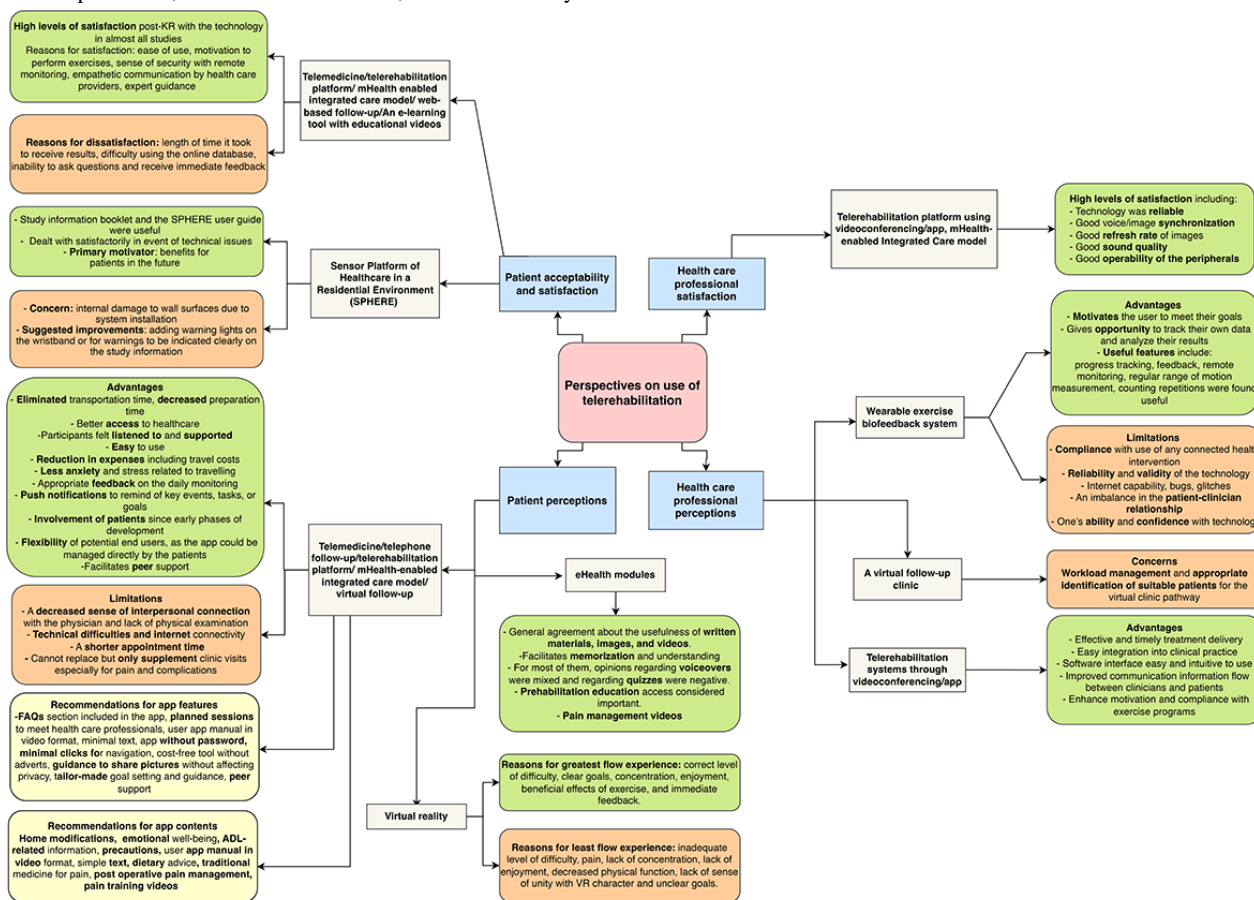 High levels of satisfaction post-KR with the technology
in almost all studies
Reasons for satisfaction: ease of use, motivation to
perform exercises, sense of security with remote
monitoring, empathetic communication by health care
providers, expert guidance
Reasons for dissatisfaction: length of time it took
to receive results, difficulty using the online database,
inability to ask questions and receive immediate feedback
Telemedicine/telerehabilitation
platform/ mHealth enabled
integrated care model/ web-
based follow-up/An e-learning
tool with educational videos
- Study information booklet and the SPHERE user guide
were useful
- Dealt with satisfactorily in event of technical issues
- Primary motivator: benefits for
patients in the future
- Concern: internal damage to wall surfaces due to
system installation
- Suggested improvements: adding warning lights on
the wristband or for warnings to be indicated clearly on
the study information
Sensor Platform of
Healthcare in a
Residential Environment
(SPHERE)
Patient acceptability
and satisfaction
Health care
professional
satisfaction
Telerehabilitation platform using
videoconferencing/app, mHealth-
enabled Integrated Care model
High levels of satisfaction including:
- Technology was reliable
- Good voice/image synchronization
- Good refresh rate of images
- Good sound quality
- Good operability of the peripherals
Perspectives on use of
telerehabilitation
Patient perceptions
Health care
professional
perceptions
Wearable exercise
biofeedback system
Advantages
- Motivates the user to meet their goals
- Gives opportunity to track their own data
and analyze their results
- Useful features include:
progress tracking, feedback, remote
monitoring, regular range of motion
measurement, counting repetitions were found
useful
Limitations
- Compliance with use of any connected health
intervention
- Reliability and validity of the technology
- Internet capability, bugs, glitches
- An imbalance in the patient-clinician
relationship
- One's ability and confidence with technology
A virtual follow-up
clinic
Concerns
Workload management and appropriate
identification of suitable patients for the
virtual clinic pathway
Telerehabilitation
systems through
videoconferencing/app
Advantages
- Effective and timely treatment delivery
- Easy integration into clinical practice
- Software interface easy and intuitive to use
- Improved communication information flow
between clinicians and patients
- Enhance motivation and compliance with
exercise programs
Advantages
- Eliminated transportation time, decreased preparation
time
- Better access to healthcare
-Participants felt listened to and supported
- Easy to use
- Reduction in expenses including travel costs
- Less anxiety and stress related to travelling
- Appropriate feedback on the daily monitoring
- Push notifications to remind of key events, tasks, or
goals
- Involvement of patients since early phases of
development
- Flexibility of potential end users, as the app could be
managed directly by the patients
-Facilitates peer support
Limitations
- A decreased sense of interpersonal connection
with the physician and lack of physical examination
- Technical difficulties and internet connectivity
- A shorter appointment time
- Cannot replace but only supplement clinic visits
especially for pain and complications
Recommendations for app features
-FAQs section included in the app, planned sessions
to meet health care professionals, user app manual in
video format, minimal text, app without password,
minimal clicks for navigation, cost-free tool without
adverts, guidance to share pictures without affecting
privacy, tailor-made goal setting and guidance, peer
support
Recommendations for app contents
Home modifications, emotional well-being, ADL-
related information, precautions, user app manual in
video format, simple text, dietary advice, traditional
medicine for pain, post operative pain management,
pain training videos
Telemedicine/telephone
follow-up/telerehabilitation
platform/ mHealth-enabled
integrated care model/
virtual follow-up
eHealth modules
- General agreement about the usefulness of written
materials, images, and videos.
-Facilitates memorization and understanding
- For most of them, opinions regarding voiceovers
were mixed and regarding quizzes were negative.
- Prehabilitation education access considered
important.
- Pain management videos
Virtual reality
Reasons for greatest flow experience: correct level
of difficulty, clear goals, concentration, enjoyment,
beneficial effects of exercise, and immediate
feedback.
Reasons for least flow experience: inadequate
level of difficulty, pain, lack of concentration, lack of
enjoyment, decreased physical function, lack of sense
of unity with VR character and unclear goals.